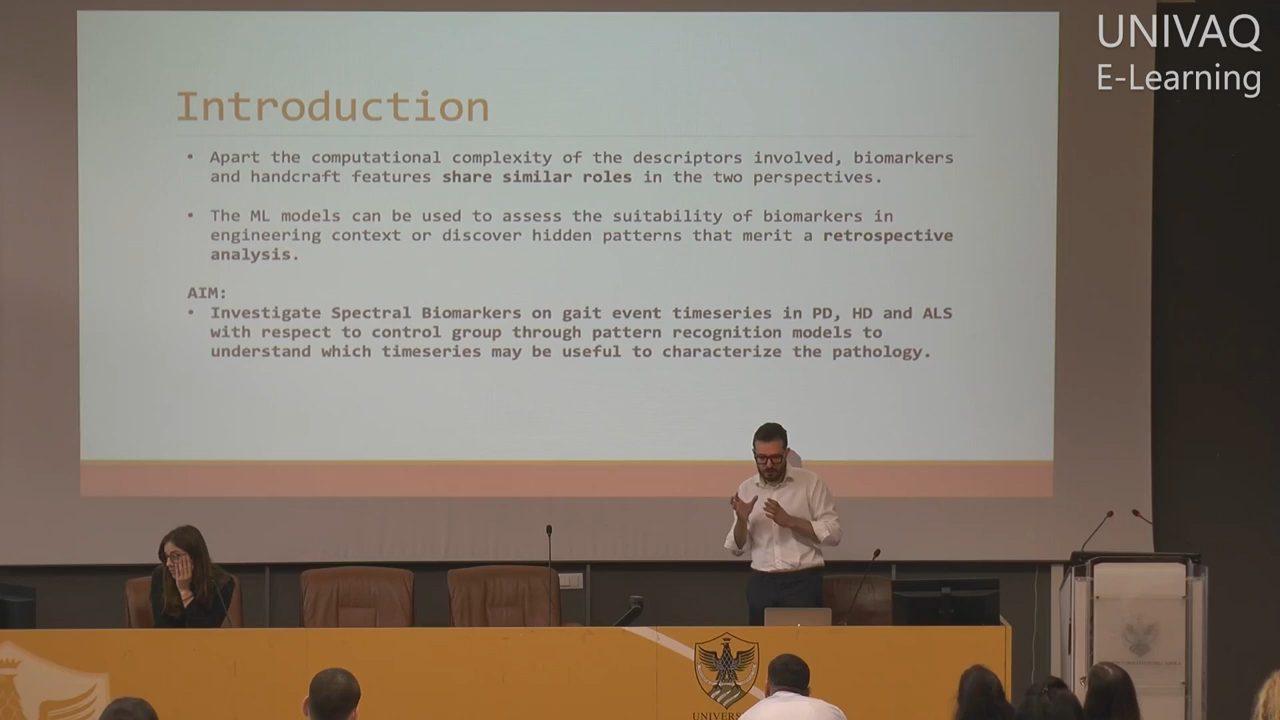 UNIVAQ
E-Learning
Introduction
• Apart the computational complexity of the descriptors involved, biomarkers
and handcraft features share similar roles in the two perspectives.
• The ML models can be used to assess the suitability of biomarkers in
engineering context or discover hidden patterns that merit a retrospective
analysis.
AIM:
• Investigate Spectral Biomarkers on gait event timeseries in PD, HD and ALS
with respect to control group through pattern recognition models to
understand which timeseries may be useful to characterize the pathology.